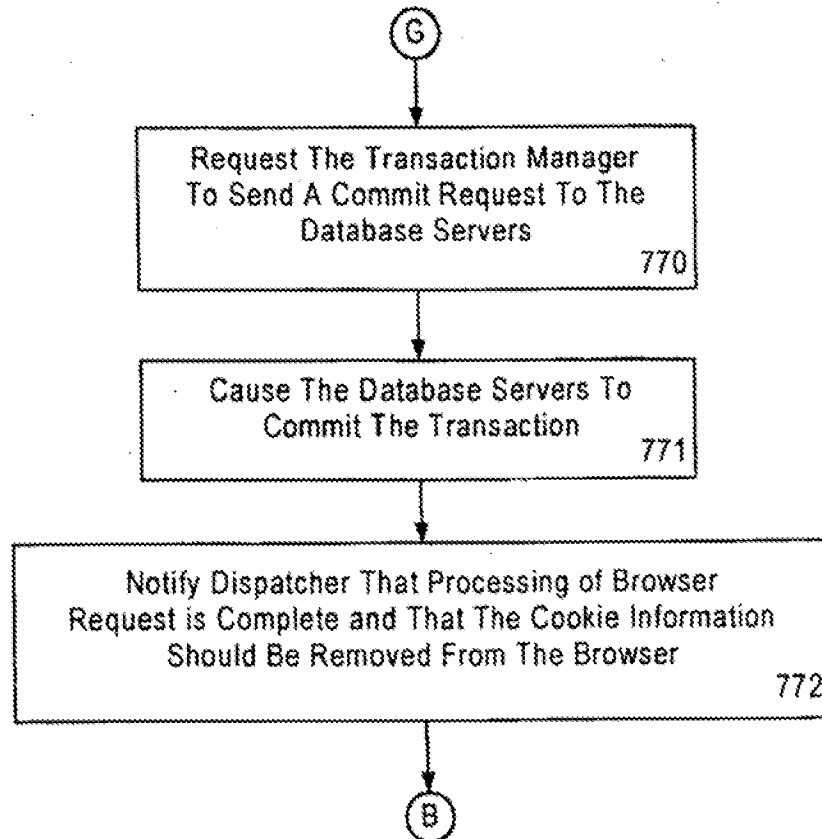 G
Request The Transaction Manager
To Send A Commit Request To The
Database Servers
770
Cause The Database Servers To
Commit The Transaction
771
Notify Dispatcher That Processing of Browser
Request is Complete and That The Cookie Information
Should Be Removed From The Browser
772
B